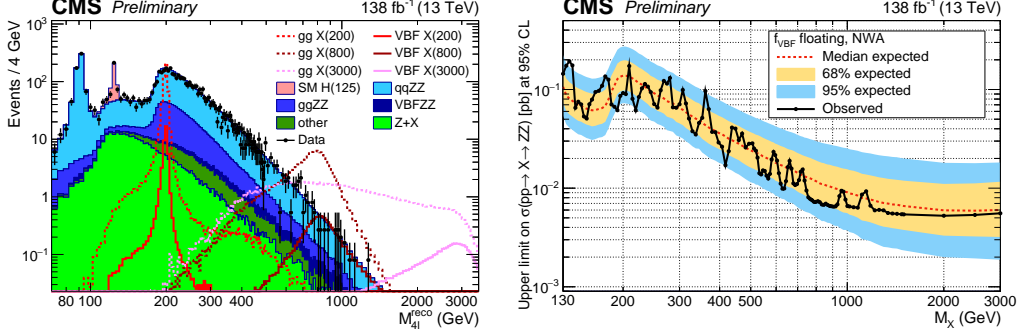 CMS Preliminary 138 fb⁻¹ (13 TeV)
Events / 4 GeV
10³
10²
10
1
10⁻¹
gg X(200) VBF X(200)
gg X(800) VBF X(800)
gg X(3000) VBF X(3000)
SM H(125) qqZZ
ggZZ VBFZZ
other Z+X
Data
80 100 200 300 400 1000 2000 3000
M₄ₗʳᵉᶜᵒ (GeV)
CMS Preliminary 138 fb⁻¹ (13 TeV)
Upper limit on σ(pp→ X→ ZZ) [pb] at 95% CL
10⁻¹
10⁻²
10⁻³
f_VBF floating, NWA
Median expected
68% expected
95% expected
Observed
130 200 300 400 500 1000 2000 3000
M_X (GeV)